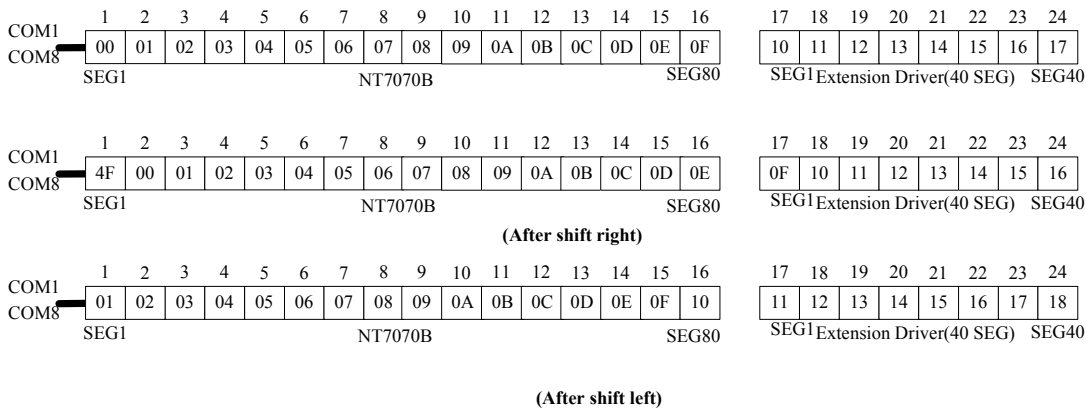 1 2 3 4 5 6 7 8 9 10 11 12 13 14 15 16 17 18 19 20 21 22 23 24
COM1
COM8
00 01 02 03 04 05 06 07 08 09 0A 0B 0C 0D 0E 0F 10 11 12 13 14 15 16 17
SEG1 NT7070B SEG80 SEG1 Extension Driver(40 SEG) SEG40
1 2 3 4 5 6 7 8 9 10 11 12 13 14 15 16 17 18 19 20 21 22 23 24
COM1
COM8
4F 00 01 02 03 04 05 06 07 08 09 0A 0B 0C 0D 0E 0F 10 11 12 13 14 15 16
SEG1 NT7070B SEG80 SEG1 Extension Driver(40 SEG) SEG40
(After shift right)
1 2 3 4 5 6 7 8 9 10 11 12 13 14 15 16 17 18 19 20 21 22 23 24
COM1
COM8
01 02 03 04 05 06 07 08 09 0A 0B 0C 0D 0E 0F 10 11 12 13 14 15 16 17 18
SEG1 NT7070B SEG80 SEG1 Extension Driver(40 SEG) SEG40
(After shift left)